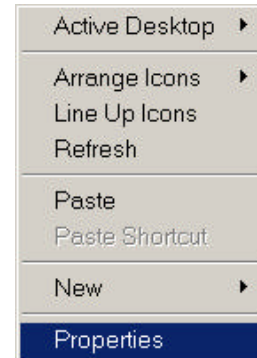 Active Desktop
Arrange Icons
Line Up Icons
Refresh
Paste
Paste Shortcut
New
Properties